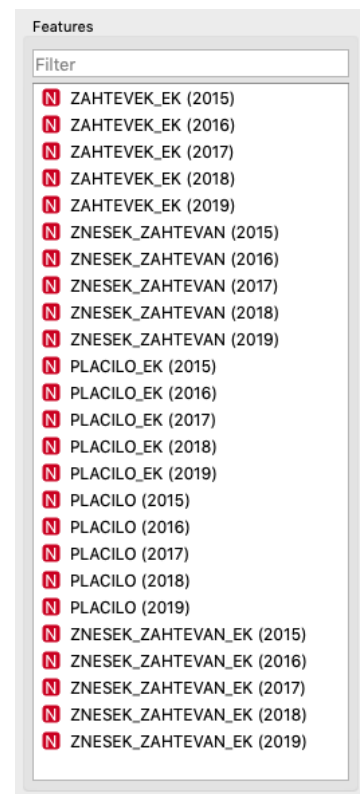 Features
Filter
N ZAHTEVEK_EK (2015)
N ZAHTEVEK_EK (2016)
N ZAHTEVEK_EK (2017)
N ZAHTEVEK_EK (2018)
N ZAHTEVEK_EK (2019)
N ZNESEK_ZAHTEVAN (2015)
N ZNESEK_ZAHTEVAN (2016)
N ZNESEK_ZAHTEVAN (2017)
N ZNESEK_ZAHTEVAN (2018)
N ZNESEK_ZAHTEVAN (2019)
N PLACILO_EK (2015)
N PLACILO_EK (2016)
N PLACILO_EK (2017)
N PLACILO_EK (2018)
N PLACILO_EK (2019)
N PLACILO (2015)
N PLACILO (2016)
N PLACILO (2017)
N PLACILO (2018)
N PLACILO (2019)
N ZNESEK_ZAHTEVAN_EK (2015)
N ZNESEK_ZAHTEVAN_EK (2016)
N ZNESEK_ZAHTEVAN_EK (2017)
N ZNESEK_ZAHTEVAN_EK (2018)
N ZNESEK_ZAHTEVAN_EK (2019)